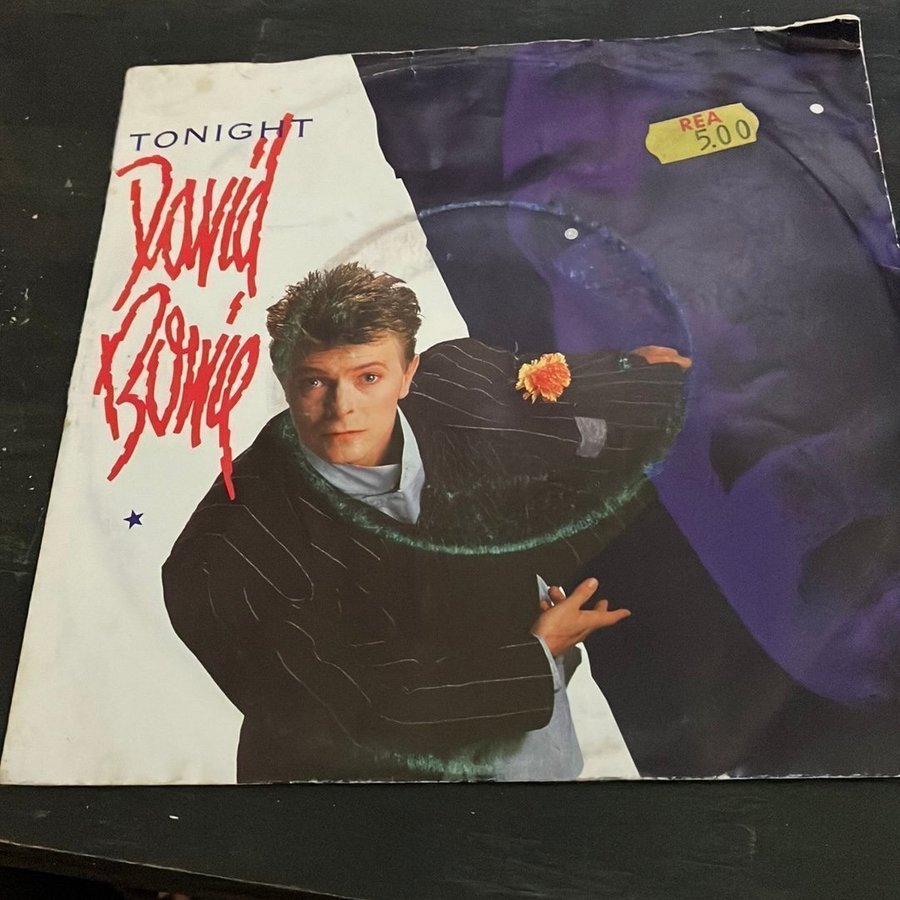 TONIGHT
David
Bowie
REA
5.00